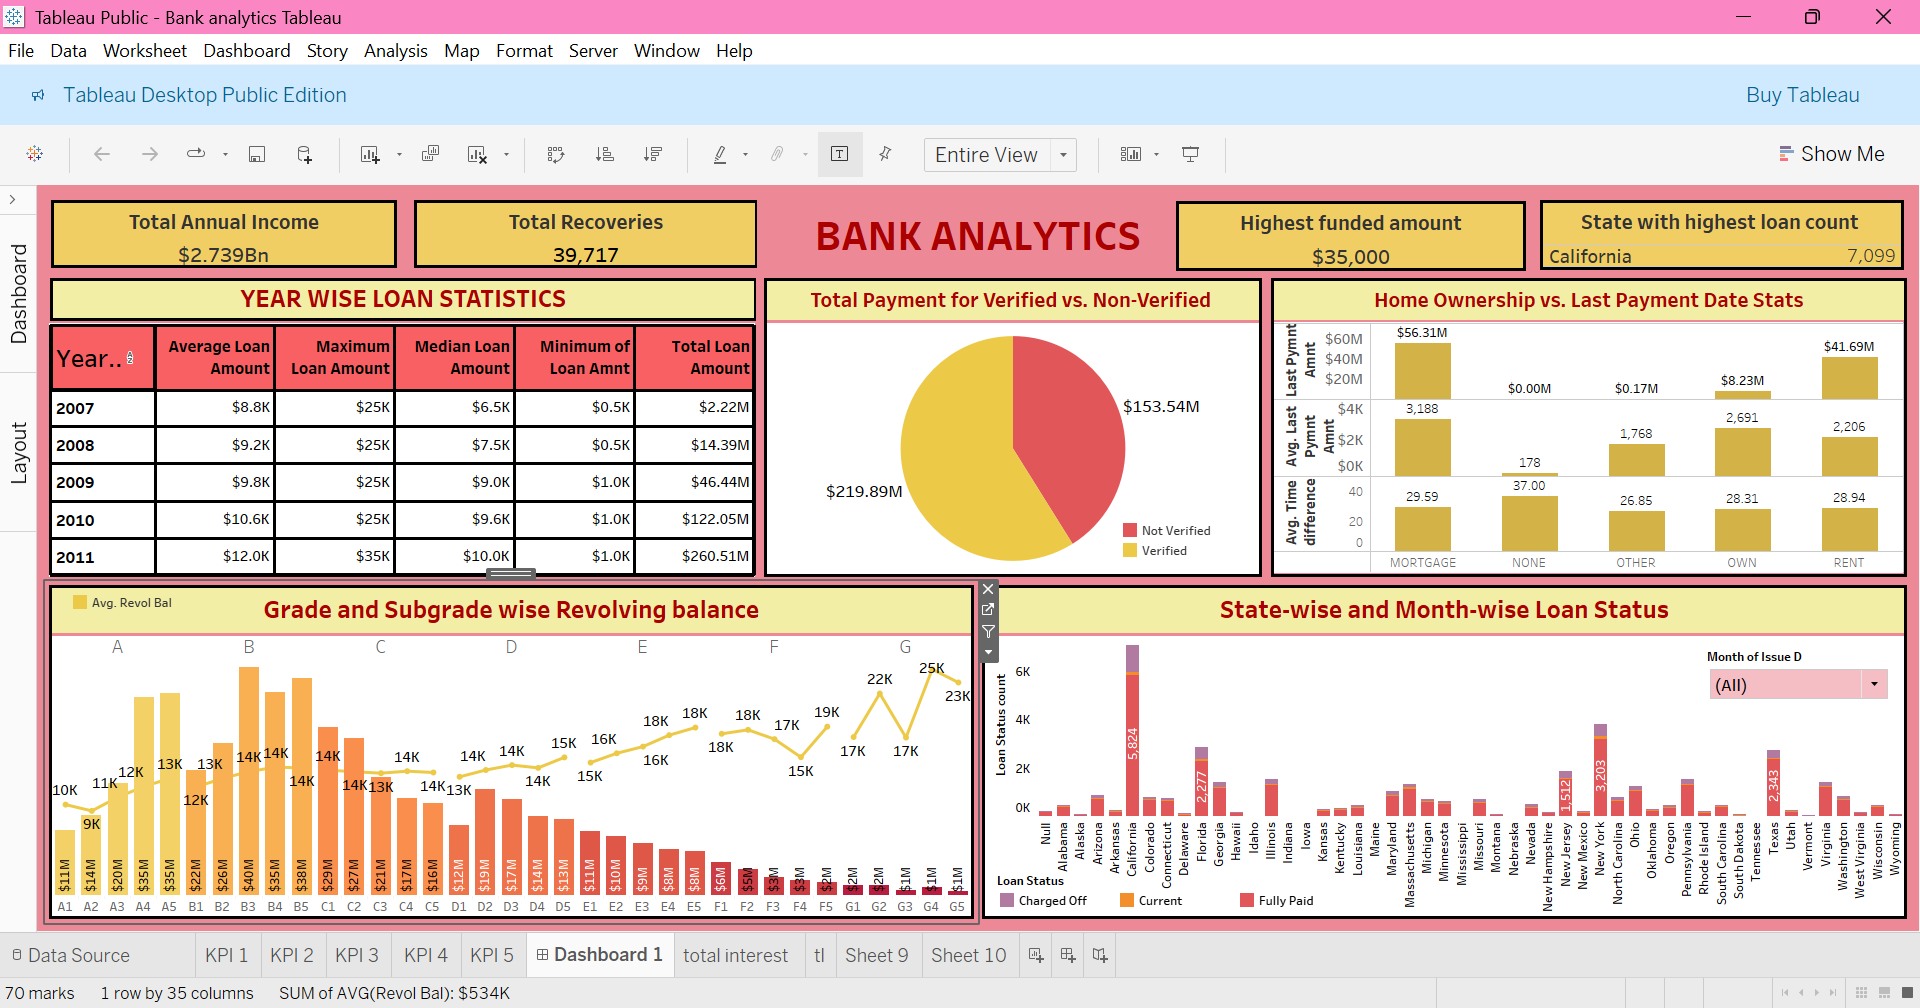 Tableau Public - Bank analytics Tableau
File Data Worksheet Dashboard Story Analysis Map Format Server Window Help
Tableau Desktop Public Edition
Buy Tableau
Entire View
Show Me
Dashboard
Layout
Total Annual Income
$2.739Bn
Total Recoveries
39,717
BANK ANALYTICS
Highest funded amount
$35,000
State with highest loan count
California 7,099
YEAR WISE LOAN STATISTICS
Year.. Average Loan Amount Maximum Loan Amount Median Loan Amount Minimum of Loan Amnt Total Loan Amount
2007 $8.8K $25K $6.5K $0.5K $2.22M
2008 $9.2K $25K $7.5K $0.5K $14.39M
2009 $9.8K $25K $9.0K $1.0K $46.44M
2010 $10.6K $25K $9.6K $1.0K $122.05M
2011 $12.0K $35K $10.0K $1.0K $260.51M
Total Payment for Verified vs. Non-Verified
$153.54M
$219.89M
Not Verified
Verified
Home Ownership vs. Last Payment Date Stats
Last Pymnt Amnt
$60M
$40M
$20M
$56.31M $0.00M $0.17M $8.23M $41.69M
Avg. Last Pymnt Amnt
$4K
$2K
$0K
3,188 178 1,768 2,691 2,206
Avg. Time difference
40
20
0
29.59 37.00 26.85 28.31 28.94
MORTGAGE NONE OTHER OWN RENT
Avg. Revol Bal
Grade and Subgrade wise Revolving balance
A B C D E F G
10K 9K 11K 12K 13K 12K 13K 14K 14K 14K 14K 14K 13K 14K 14K 13K 14K 14K 14K 15K 15K 16K 16K 18K 18K 18K 18K 17K 15K 19K 17K 22K 17K 25K 23K
$11M $14M $20M $35M $35M $22M $26M $40M $35M $38M $29M $27M $21M $17M $16M $12M $19M $17M $14M $13M $11M $10M $9M $8M $8M $6M $5M $3M $3M $2M $2M $2M $1M $1M $1M
A1 A2 A3 A4 A5 B1 B2 B3 B4 B5 C1 C2 C3 C4 C5 D1 D2 D3 D4 D5 E1 E2 E3 E4 E5 F1 F2 F3 F4 F5 G1 G2 G3 G4 G5
State-wise and Month-wise Loan Status
Month of Issue D
(All)
Loan Status count
6K
4K
2K
0K
5,824 2,277 1,512 3,203 2,343
Null Alabama Alaska Arizona Arkansas California Colorado Connecticut Delaware Florida Georgia Hawaii Idaho Illinois Indiana Iowa Kansas Kentucky Louisiana Maine Maryland Massachusetts Michigan Minnesota Mississippi Missouri Montana Nebraska Nevada New Hampshire New Jersey New Mexico New York North Carolina Ohio Oklahoma Oregon Pennsylvania Rhode Island South Carolina South Dakota Tennessee Texas Utah Vermont Virginia Washington West Virginia Wisconsin Wyoming
Loan Status
Charged Off Current Fully Paid
Data Source KPI 1 KPI 2 KPI 3 KPI 4 KPI 5 Dashboard 1 total interest tl Sheet 9 Sheet 10
70 marks 1 row by 35 columns SUM of AVG(Revol Bal): $534K